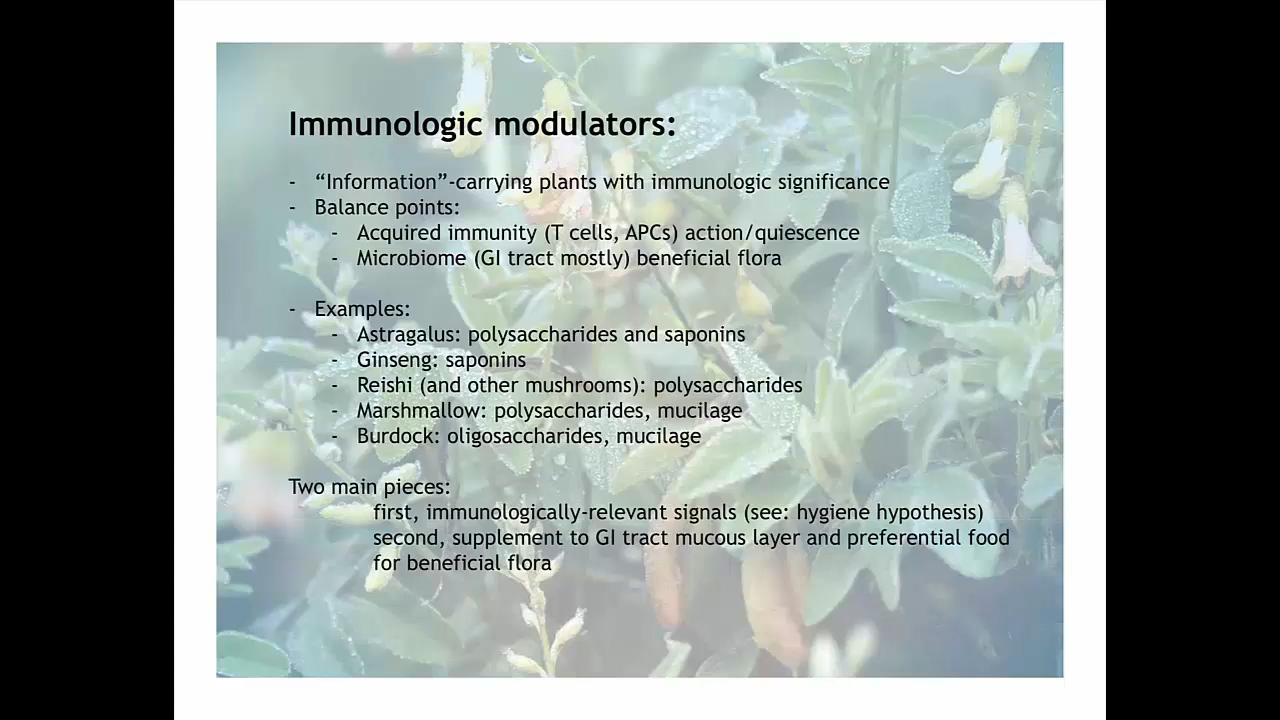 Immunologic modulators:
- “Information”-carrying plants with immunologic significance
- Balance points:
- Acquired immunity (T cells, APCs) action/quiescence
- Microbiome (GI tract mostly) beneficial flora
- Examples:
- Astragalus: polysaccharides and saponins
- Ginseng: saponins
- Reishi (and other mushrooms): polysaccharides
- Marshmallow: polysaccharides, mucilage
- Burdock: oligosaccharides, mucilage
Two main pieces:
first, immunologically-relevant signals (see: hygiene hypothesis)
second, supplement to GI tract mucous layer and preferential food
for beneficial flora